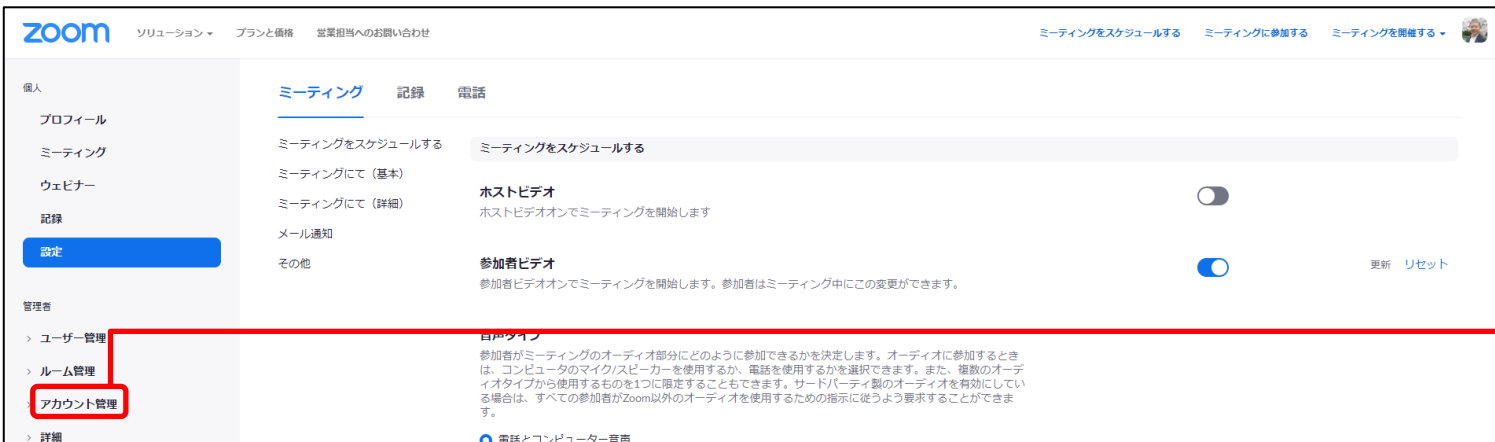 zoom ソリューション プランと価格 営業担当へのお問い合わせ ミーティングをスケジュールする ミーティングに参加する ミーティングを開催する
個人
プロフィール
ミーティング
ウェビナー
記録
設定
管理者
ユーザー管理
ルーム管理
アカウント管理
詳細
ミーティング 記録 電話
ミーティングをスケジュールする
ミーティングにて（基本）
ミーティングにて（詳細）
メール通知
その他
ミーティングをスケジュールする
ホストビデオ
ホストビデオオンでミーティングを開始します
参加者ビデオ
参加者ビデオオンでミーティングを開始します。参加者はミーティング中にこの変更ができます。
更新 リセット
音声タイプ
参加者がミーティングのオーディオ部分にどのように参加できるかを決定します。オーディオに参加するとき
は、コンピュータのマイク/スピーカーを使用するか、電話を使用するかを選択できます。また、複数のオーデ
ィオタイプから使用するものを1つに限定することもできます。サードパーティ製のオーディオを有効にしてい
る場合は、すべての参加者がZoom以外のオーディオを使用するための指示に従うよう要求することができま
す。
電話とコンピューター音声